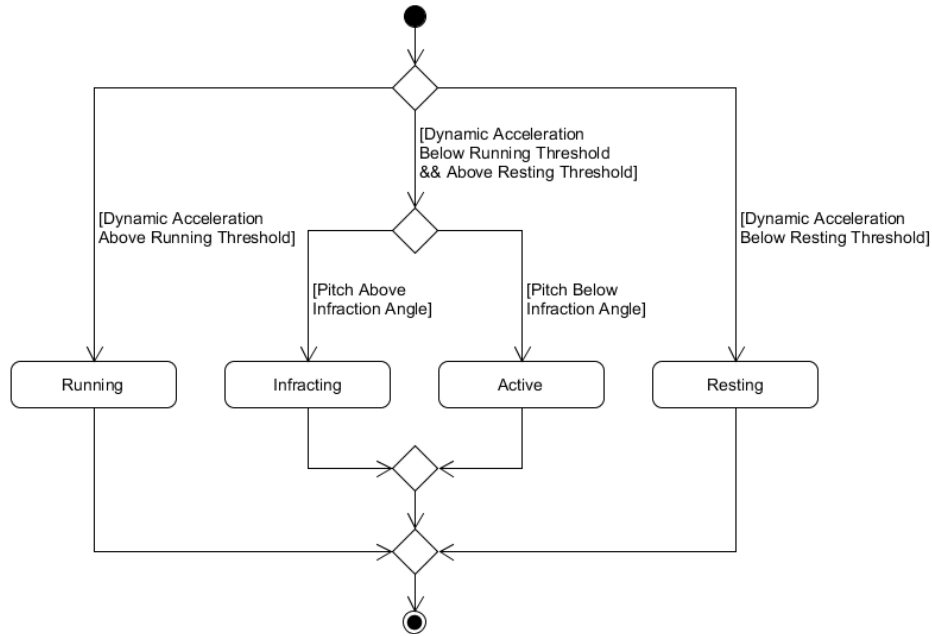 [Dynamic Acceleration
Below Running Threshold
&& Above Resting Threshold]
[Dynamic Acceleration
Above Running Threshold]
[Dynamic Acceleration
Below Resting Threshold]
[Pitch Above
Infraction Angle]
[Pitch Below
Infraction Angle]
Running
Infracting
Active
Resting